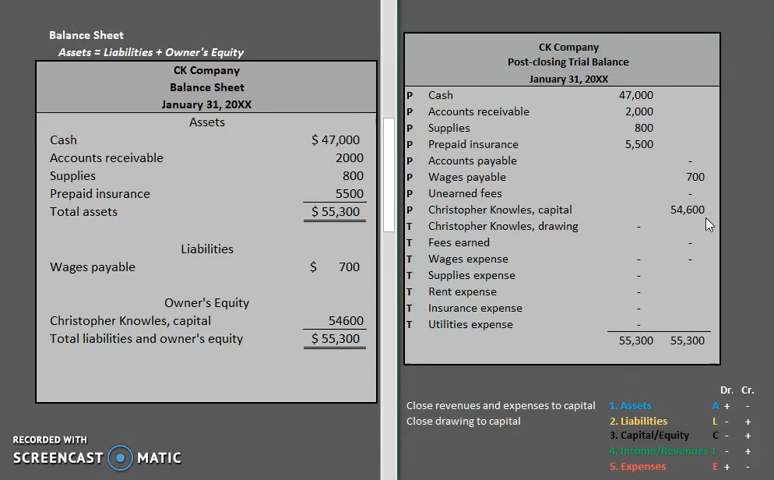 Balance Sheet
Assets = Liabilities + Owner's Equity
CK Company
Balance Sheet
January 31, 20XX
Assets
Cash $ 47,000
Accounts receivable 2000
Supplies 800
Prepaid insurance 5500
Total assets $ 55,300
Liabilities
Wages payable $ 700
Owner's Equity
Christopher Knowles, capital 54600
Total liabilities and owner's equity $ 55,300
RECORDED WITH
SCREENCAST MATIC
CK Company
Post-closing Trial Balance
January 31, 20XX
P Cash 47,000
P Accounts receivable 2,000
P Supplies 800
P Prepaid insurance 5,500
P Accounts payable -
P Wages payable 700
P Unearned fees -
P Christopher Knowles, capital 54,600
T Christopher Knowles, drawing -
T Fees earned -
T Wages expense - -
T Supplies expense -
T Rent expense -
T Insurance expense -
T Utilities expense -
55,300 55,300
Dr. Cr.
Close revenues and expenses to capital 1. Assets A + -
Close drawing to capital 2. Liabilities L - +
3. Capital/Equity C - +
4. Income/Revenues I - +
5. Expenses E + -